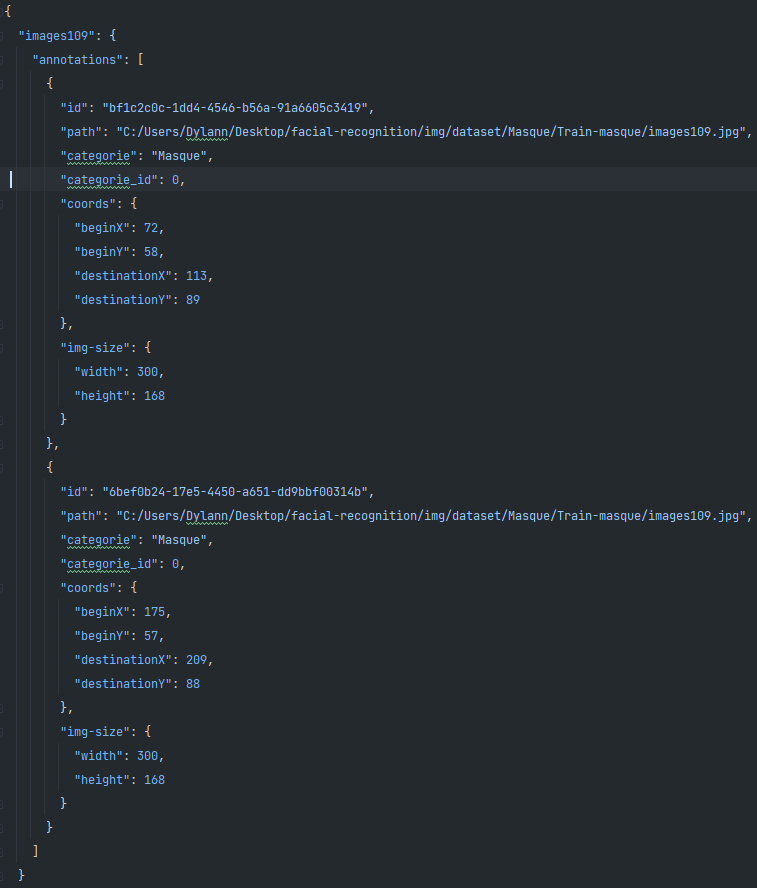 {
  "images109": {
    "annotations": [
      {
        "id": "bf1c2c0c-1dd4-4546-b56a-91a6605c3419",
        "path": "C:/Users/Dylann/Desktop/facial-recognition/img/dataset/Masque/Train-masque/images109.jpg",
        "categorie": "Masque",
        "categorie_id": 0,
        "coords": {
          "beginX": 72,
          "beginY": 58,
          "destinationX": 113,
          "destinationY": 89
        },
        "img-size": {
          "width": 300,
          "height": 168
        }
      },
      {
        "id": "6bef0b24-17e5-4450-a651-dd9bbf00314b",
        "path": "C:/Users/Dylann/Desktop/facial-recognition/img/dataset/Masque/Train-masque/images109.jpg",
        "categorie": "Masque",
        "categorie_id": 0,
        "coords": {
          "beginX": 175,
          "beginY": 57,
          "destinationX": 209,
          "destinationY": 88
        },
        "img-size": {
          "width": 300,
          "height": 168
        }
      }
    ]
  }